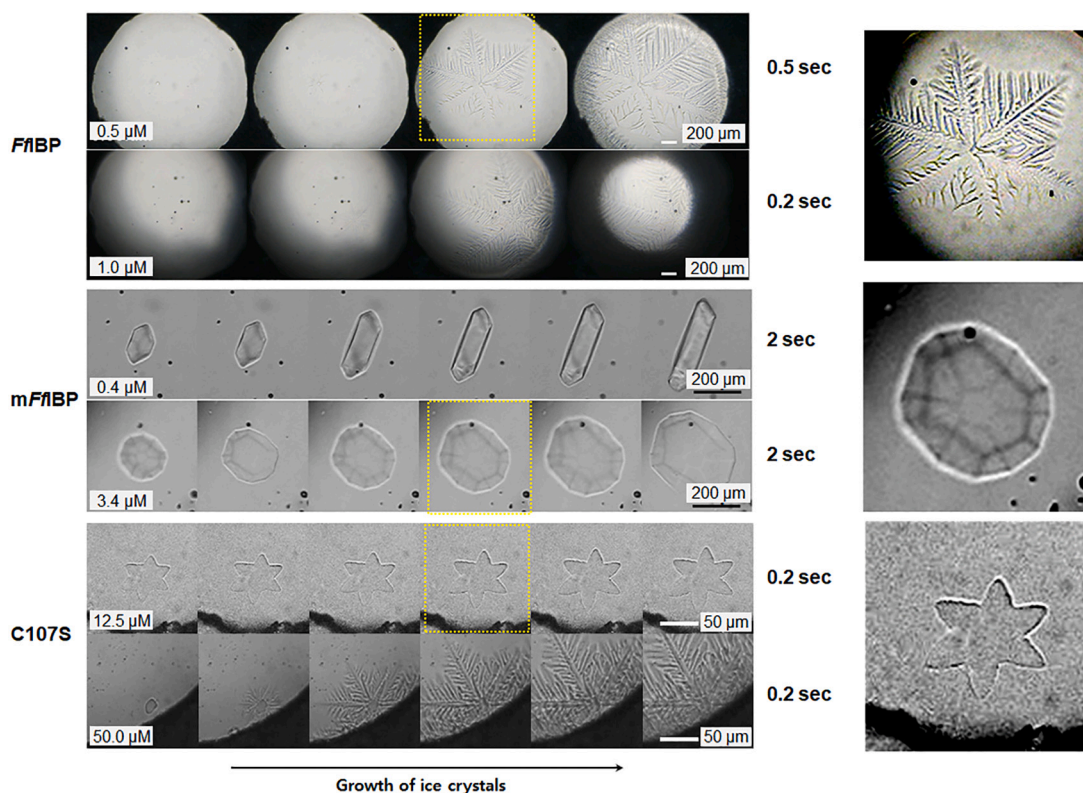 FfIBP
0.5 µM
200 µm
0.5 sec
1.0 µM
200 µm
0.2 sec
mFfIBP
0.4 µM
200 µm
2 sec
3.4 µM
200 µm
2 sec
C107S
12.5 µM
50 µm
0.2 sec
50.0 µM
50 µm
0.2 sec
Growth of ice crystals